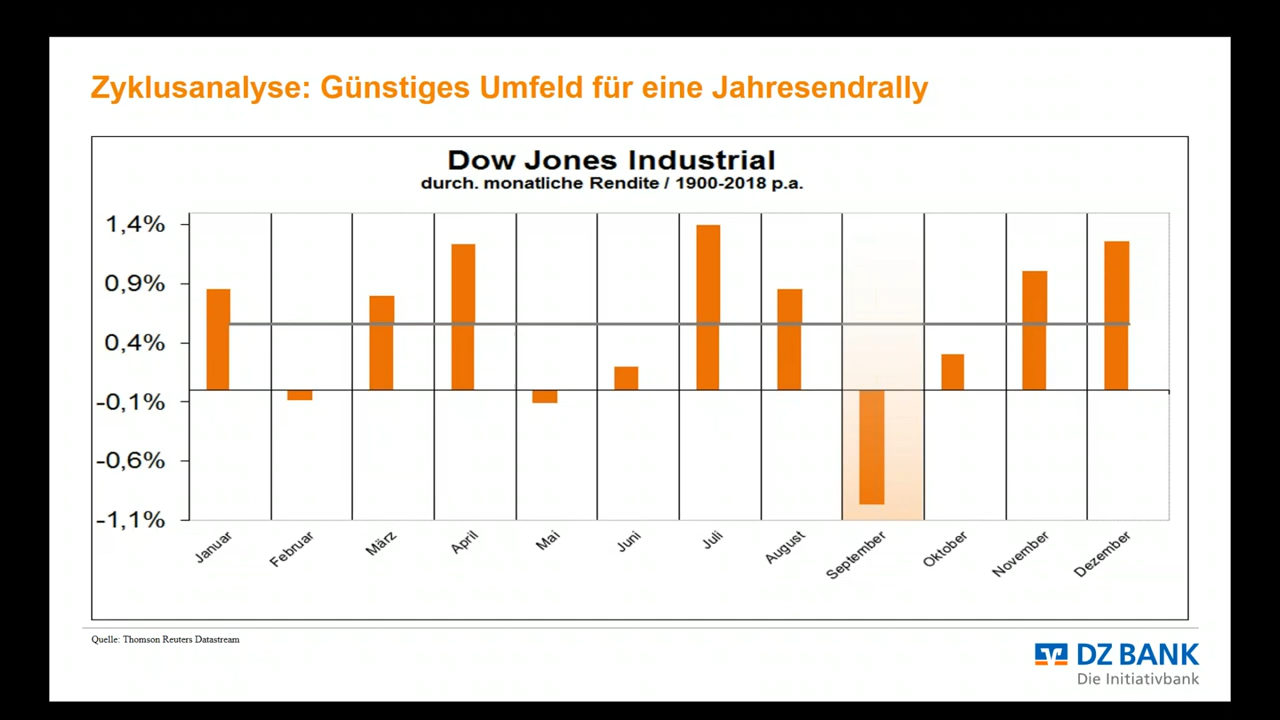 Zyklusanalyse: Günstiges Umfeld für eine Jahresendrally
Dow Jones Industrial
durch. monatliche Rendite / 1900-2018 p.a.
1,4%
0,9%
0,4%
-0,1%
-0,6%
-1,1%
Januar
Februar
März
April
Mai
Juni
Juli
August
September
Oktober
November
Dezember
Quelle: Thomson Reuters Datastream
DZ BANK
Die Initiativbank